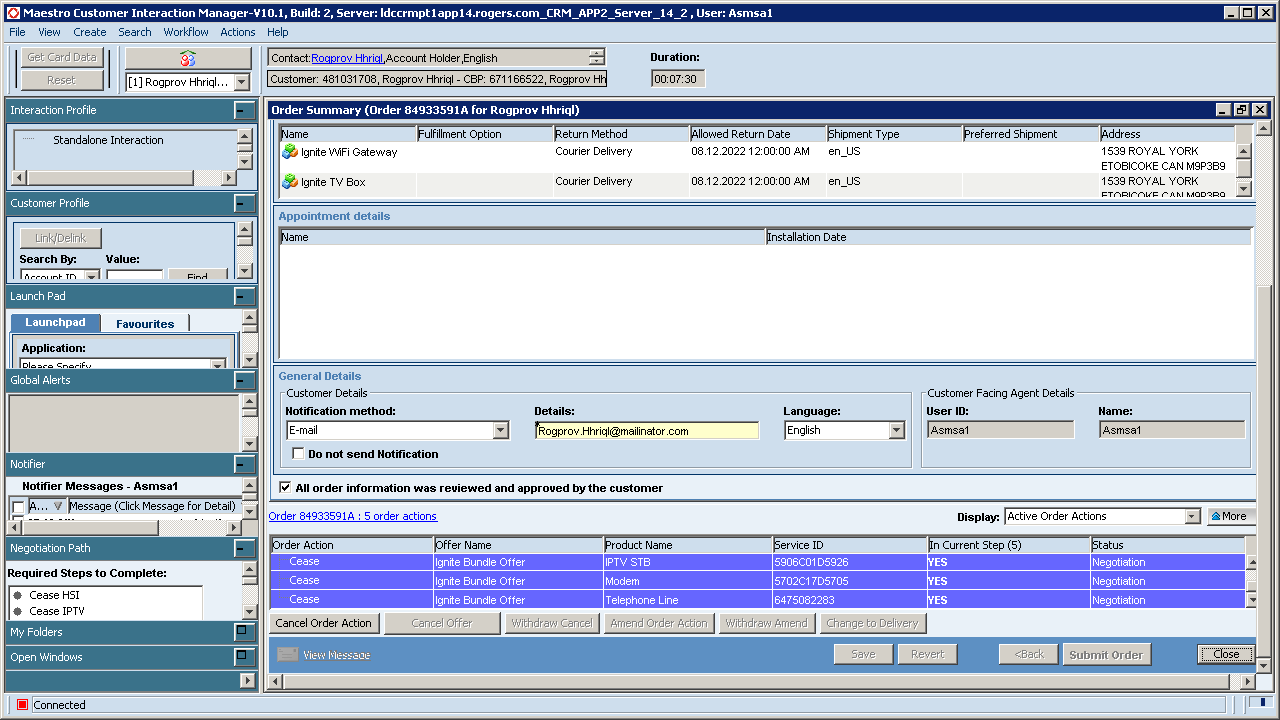 Maestro Customer Interaction Manager-V10.1, Build: 2, Server: ldccrmpt1app14.rogers.com_CRM_APP2_Server_14_2 , User: Asmsa1
File View Create Search Workflow Actions Help
Get Card Data
Reset
[1] Rogprov Hhriql...
Contact:Rogprov Hhriql,Account Holder,English
Customer: 481031708, Rogprov Hhriql - CBP: 671166522, Rogprov Hh
Duration:
00:07:30
Interaction Profile
Standalone Interaction
Customer Profile
Link/Delink
Search By: Value:
Account ID Find
Launch Pad
Launchpad Favourites
Application:
Please Specify
Global Alerts
Notifier
Notifier Messages - Asmsa1
A... Message (Click Message for Detail)
Negotiation Path
Required Steps to Complete:
Cease HSI
Cease IPTV
My Folders
Open Windows
Order Summary (Order 84933591A for Rogprov Hhriql)
Name Fulfillment Option Return Method Allowed Return Date Shipment Type Preferred Shipment Address
Ignite WiFi Gateway Courier Delivery 08.12.2022 12:00:00 AM en_US 1539 ROYAL YORK
ETOBICOKE CAN M9P3B9
Ignite TV Box Courier Delivery 08.12.2022 12:00:00 AM en_US 1539 ROYAL YORK
ETOBICOKE CAN M9P3B9
Appointment details
Name Installation Date
General Details
Customer Details
Notification method: Details: Language:
E-mail Rogprov.Hhriql@mailinator.com English
Do not send Notification
Customer Facing Agent Details
User ID: Name:
Asmsa1 Asmsa1
All order information was reviewed and approved by the customer
Order 84933591A : 5 order actions
Display: Active Order Actions More
Order Action Offer Name Product Name Service ID In Current Step (5) Status
Cease Ignite Bundle Offer IPTV STB 5906C01D5926 YES Negotiation
Cease Ignite Bundle Offer Modem 5702C17D5705 YES Negotiation
Cease Ignite Bundle Offer Telephone Line 6475082283 YES Negotiation
Cancel Order Action Cancel Offer Withdraw Cancel Amend Order Action Withdraw Amend Change to Delivery
View Message Save Revert <Back Submit Order Close
Connected